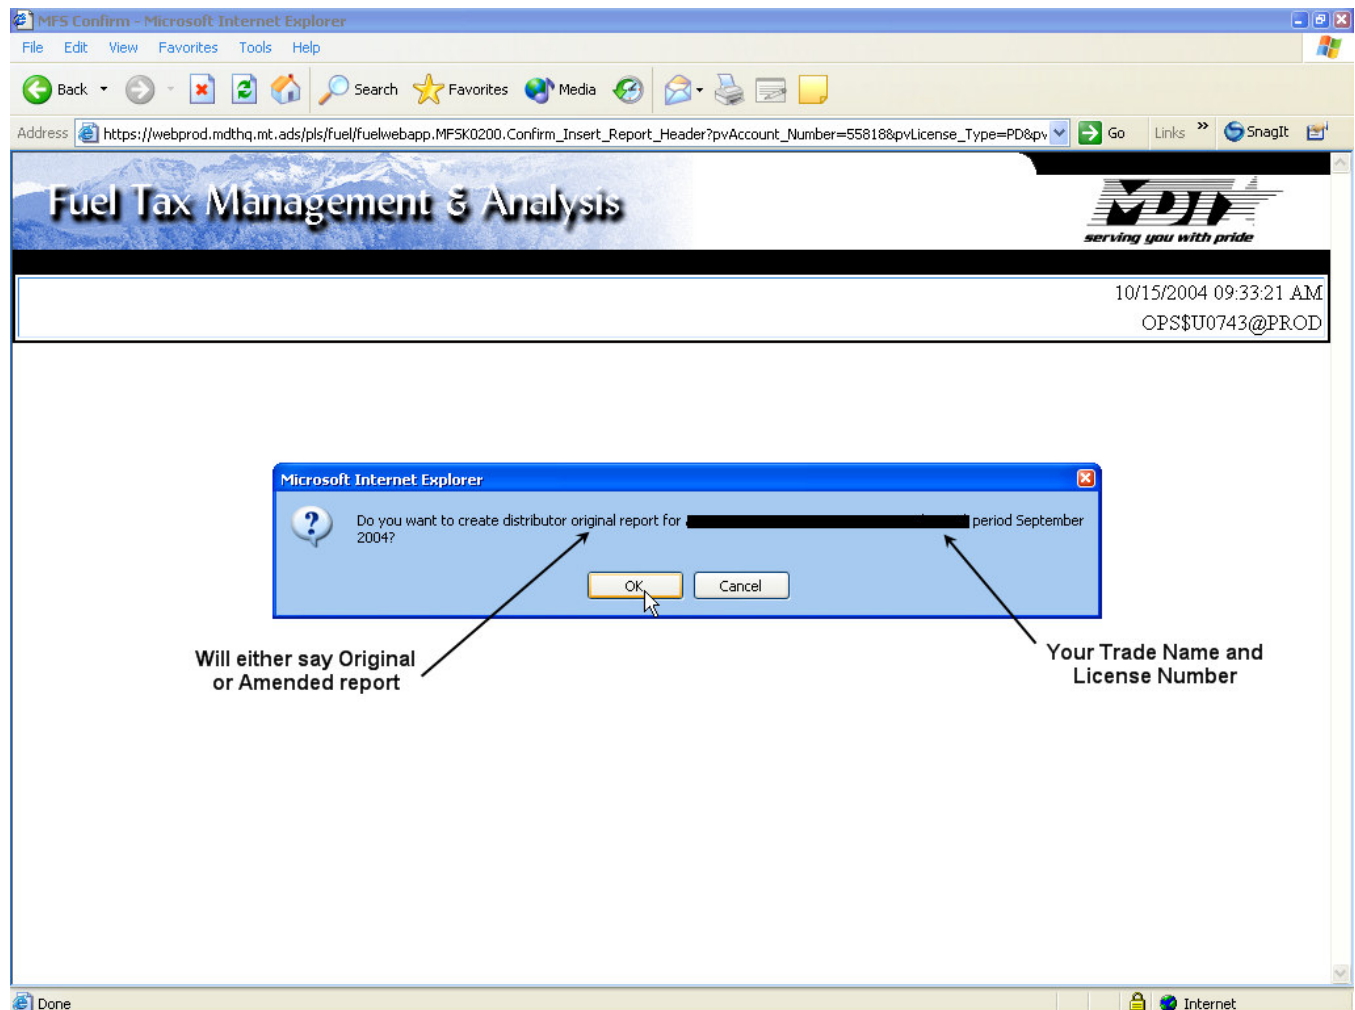 MFS Confirm - Microsoft Internet Explorer
File Edit View Favorites Tools Help
Back Search Favorites Media
Address https://webprod.mdthq.mt.ads/pls/fuel/fuelwebapp.MFSK0200.Confirm_Insert_Report_Header?pvAccount_Number=55818&pvLicense_Type=PD&pv Go Links » SnagIt
Fuel Tax Management & Analysis
MDT
serving you with pride
10/15/2004 09:33:21 AM
OPS$U0743@PROD
Microsoft Internet Explorer
Do you want to create distributor original report for period September
2004?
OK Cancel
Will either say Original
or Amended report
Your Trade Name and
License Number
Done Internet